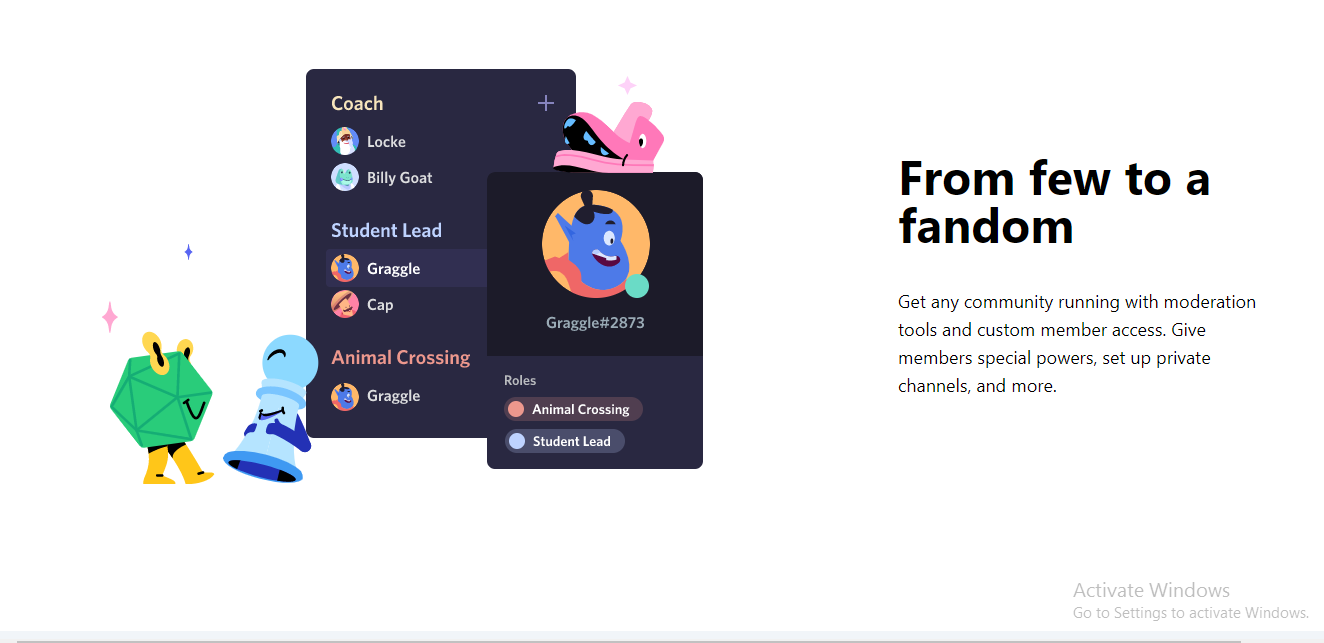 Coach
Locke
Billy Goat
Student Lead
Graggle
Cap
Animal Crossing
Graggle
Graggle#2873
Roles
Animal Crossing
Student Lead
From few to a
fandom
Get any community running with moderation
tools and custom member access. Give
members special powers, set up private
channels, and more.
Activate Windows
Go to Settings to activate Windows.